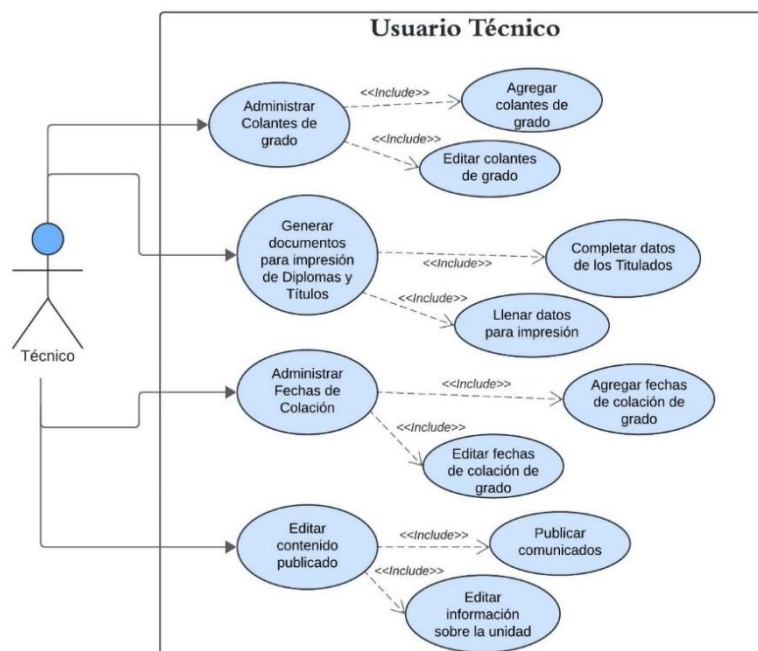 Usuario Técnico
Administrar
Colantes de
grado
<<Include>>
Agregar
colantes de
grado
<<Include>>
Editar colantes
de grado
Generar
documentos
para impresión
de Diplomas y
Títulos
<<Include>>
Completar datos
de los Titulados
<<Include>>
Llenar datos
para impresión
Técnico
Administrar
Fechas de
Colación
<<Include>>
Agregar fechas
de colación de
grado
<<Include>>
Editar fechas
de colación de
grado
Editar
contenido
publicado
<<Include>>
Publicar
comunicados
<<Include>>
Editar
información
sobre la unidad